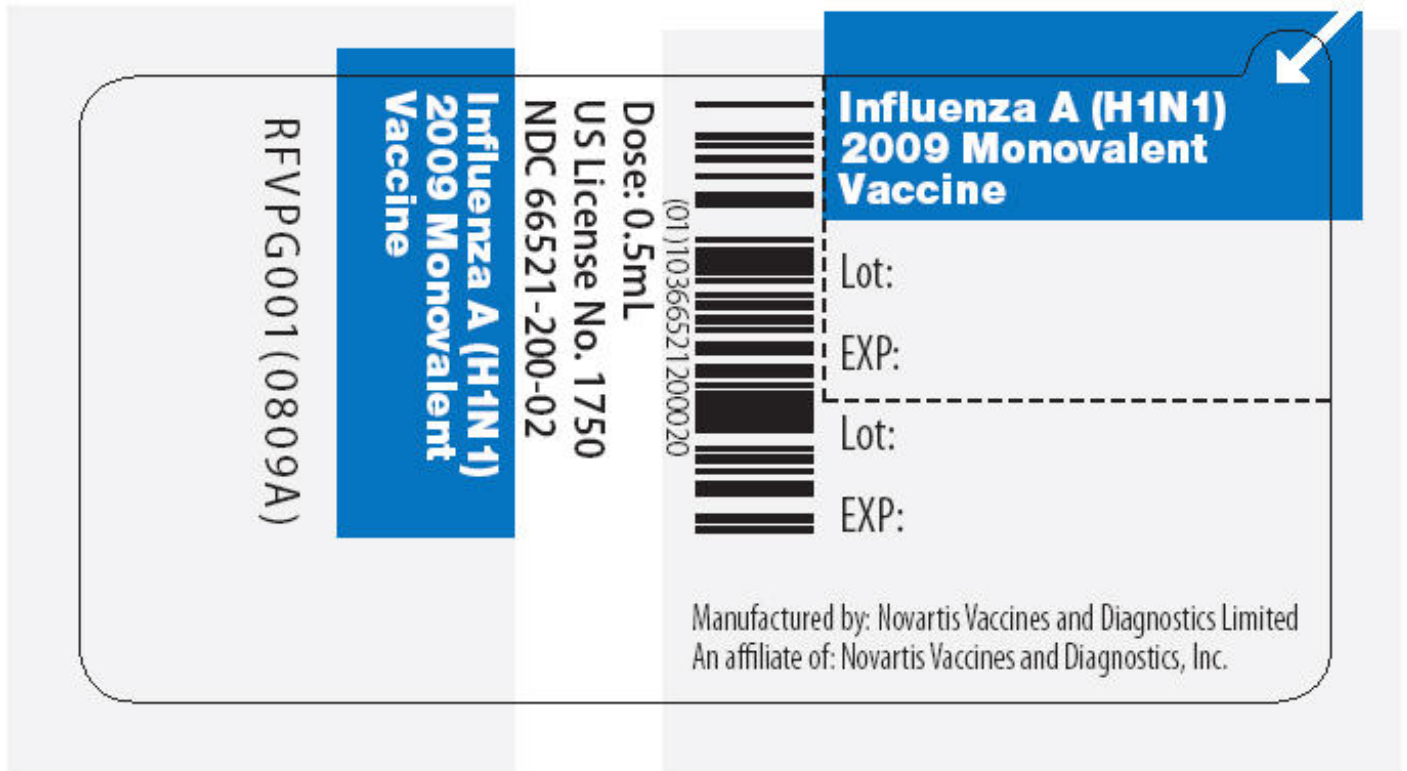 RFVPG001(0809A)
Influenza A (H1N1)
2009 Monovalent
Vaccine
Dose: 0.5mL
US License No. 1750
NDC 66521-200-02
(01)10366521200020
Influenza A (H1N1)
2009 Monovalent
Vaccine
Lot:
EXP:
Lot:
EXP:
Manufactured by: Novartis Vaccines and Diagnostics Limited
An affiliate of: Novartis Vaccines and Diagnostics, Inc.